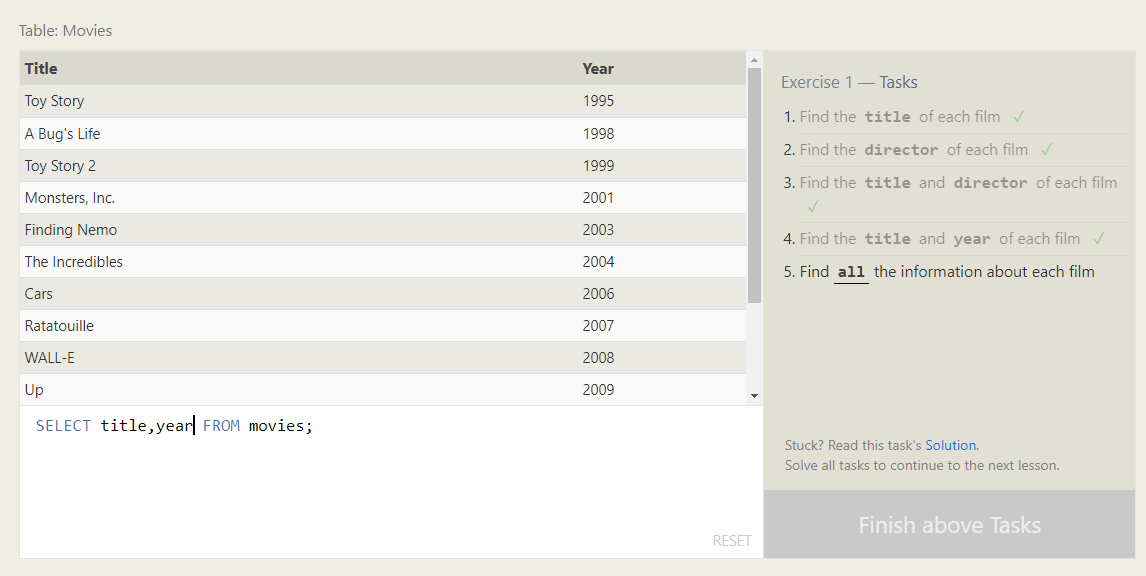 Table: Movies
Title Year
Toy Story 1995
A Bug's Life 1998
Toy Story 2 1999
Monsters, Inc. 2001
Finding Nemo 2003
The Incredibles 2004
Cars 2006
Ratatouille 2007
WALL-E 2008
Up 2009
SELECT title,year FROM movies;
RESET
Exercise 1 — Tasks
1. Find the title of each film ✓
2. Find the director of each film ✓
3. Find the title and director of each film
✓
4. Find the title and year of each film ✓
5. Find all the information about each film
Stuck? Read this task's Solution.
Solve all tasks to continue to the next lesson.
Finish above Tasks